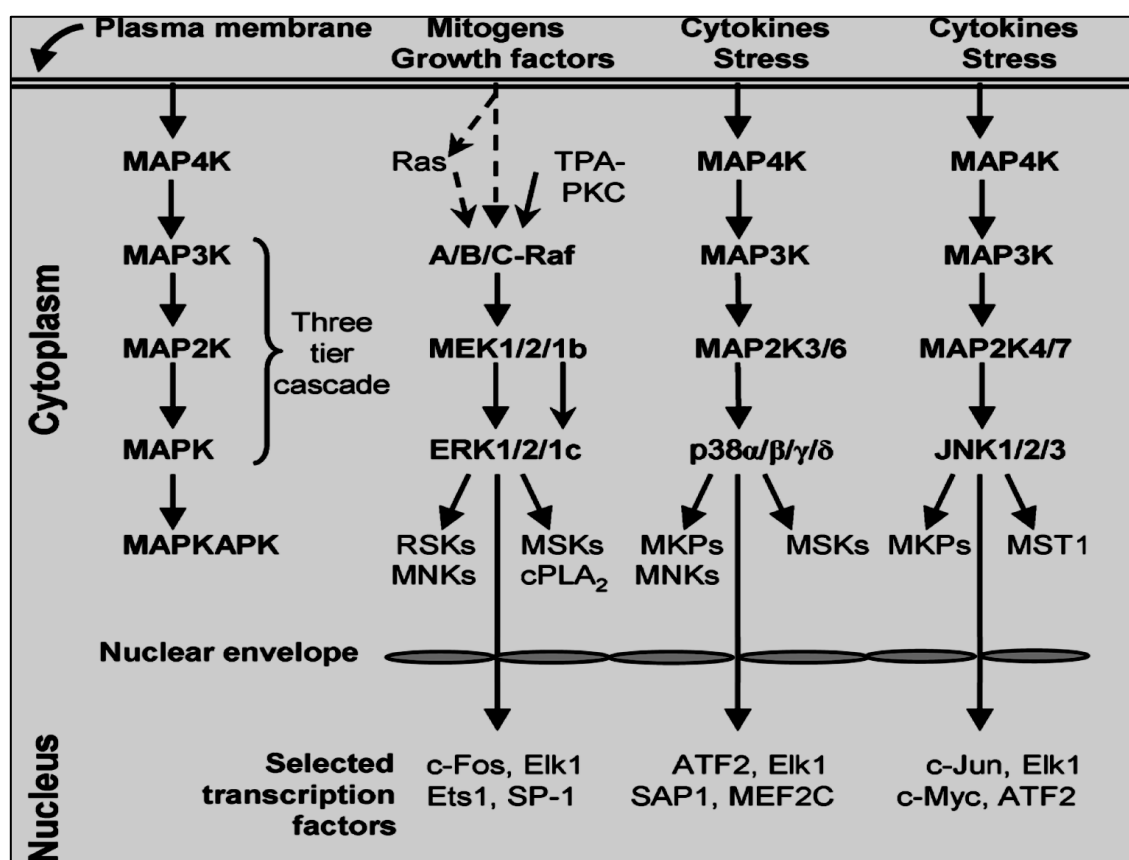 Plasma membrane
Mitogens
Growth factors
Cytokines
Stress
Cytokines
Stress
Cytoplasm
MAP4K
Ras
TPA-
PKC
MAP4K
MAP4K
MAP3K
A/B/C-Raf
MAP3K
MAP3K
Three
tier
cascade
MAP2K
MEK1/2/1b
MAP2K3/6
MAP2K4/7
MAPK
ERK1/2/1c
p38α/β/γ/δ
JNK1/2/3
MAPKAPK
RSKs
MNKs
MSKs
cPLA₂
MKPs
MNKs
MSKs
MKPs
MST1
Nuclear envelope
Nucleus
Selected
transcription
factors
c-Fos, Elk1
Ets1, SP-1
ATF2, Elk1
SAP1, MEF2C
c-Jun, Elk1
c-Myc, ATF2